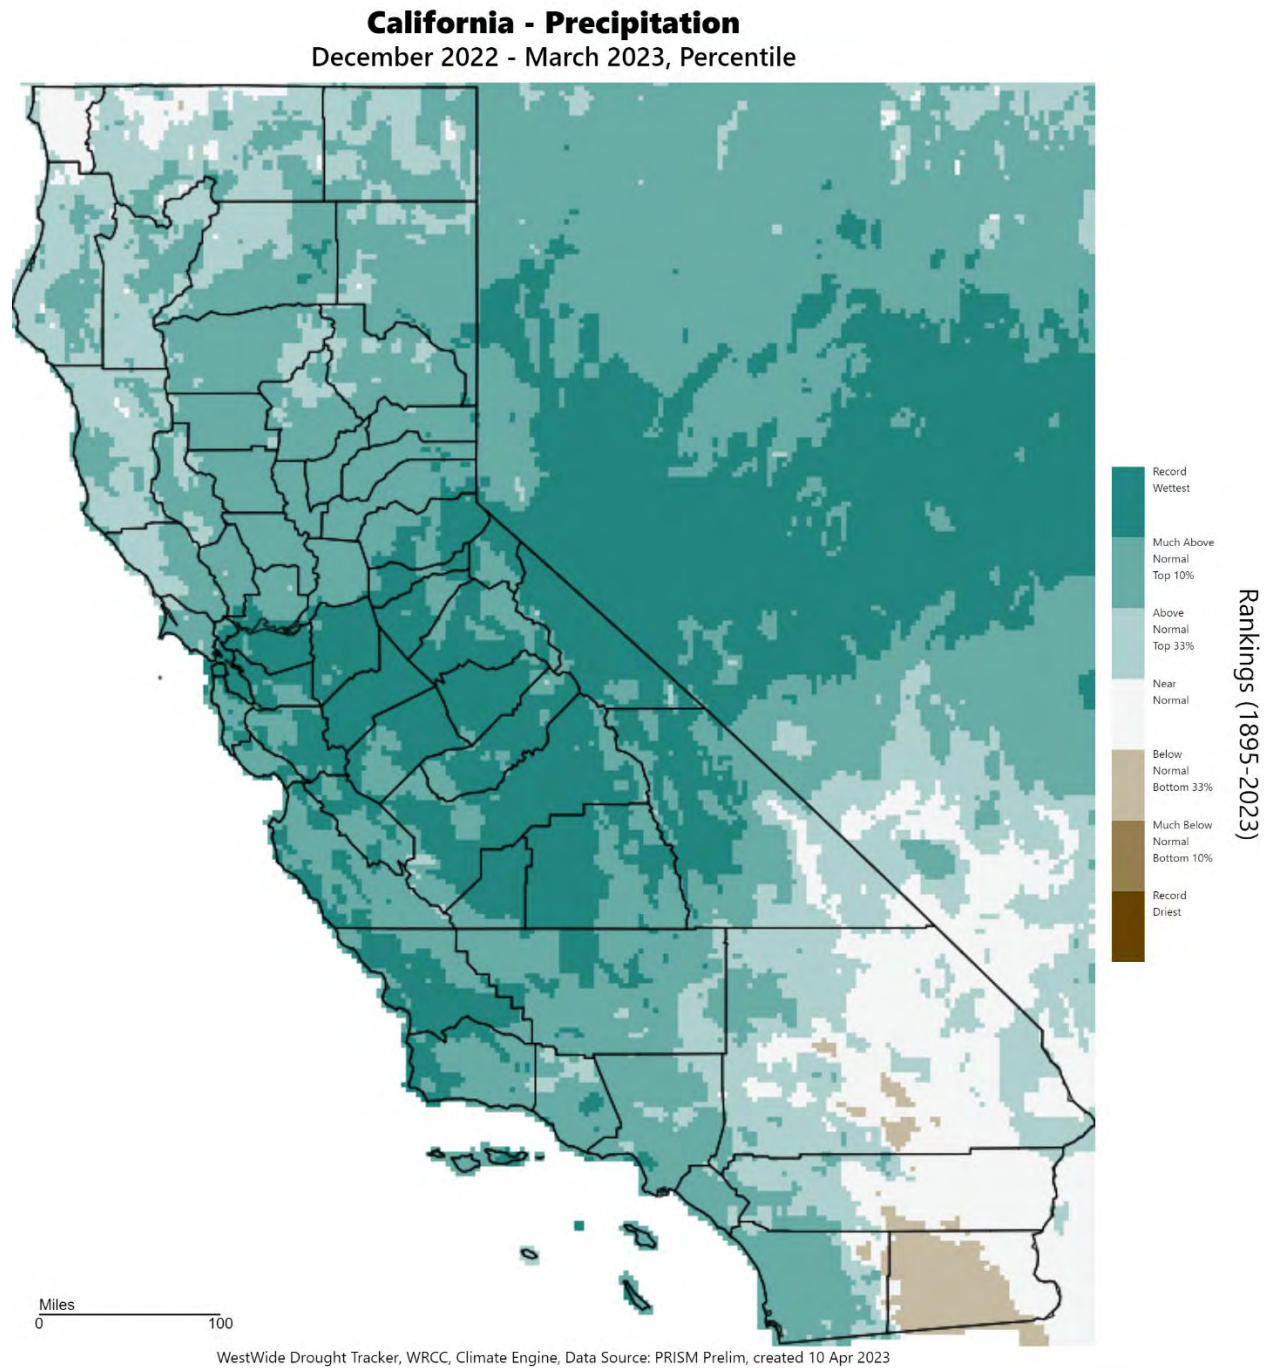 California - Precipitation
December 2022 - March 2023, Percentile
Record
Wettest
Much Above
Normal
Top 10%
Above
Normal
Top 33%
Near
Normal
Below
Normal
Bottom 33%
Much Below
Normal
Bottom 10%
Record
Driest
Rankings (1895-2023)
Miles
0 100
WestWide Drought Tracker, WRCC, Climate Engine, Data Source: PRISM Prelim, created 10 Apr 2023